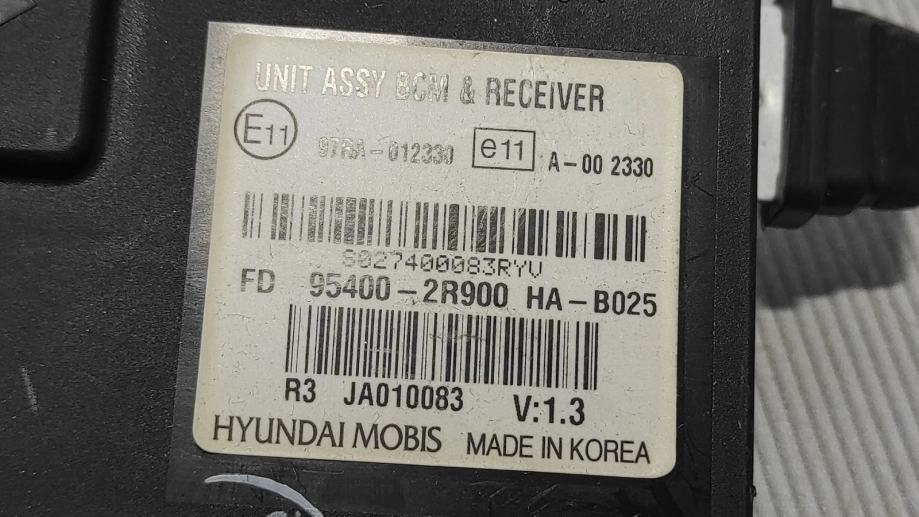 UNIT ASSY BCM & RECEIVER
E11 97RA-012330 e11 A-00 2330
S027400083RYV
FD 95400-2R900 HA-B025
R3 JA010083 V:1.3
HYUNDAI MOBIS MADE IN KOREA